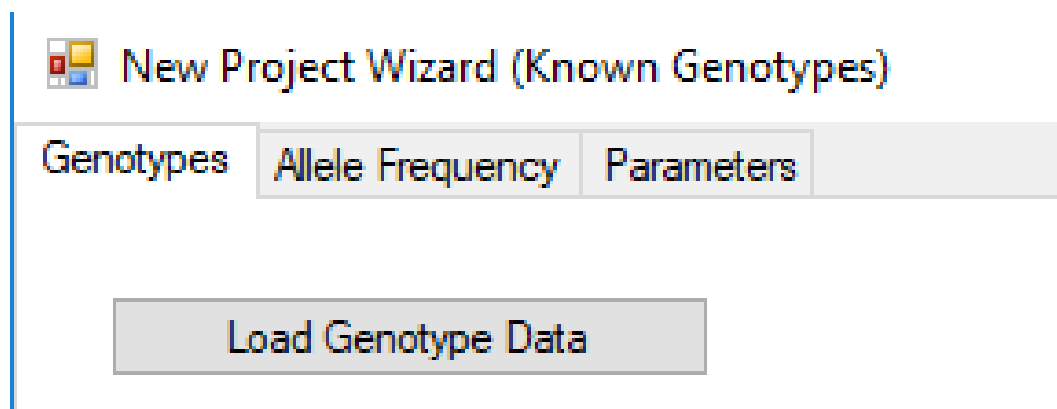 New Project Wizard (Known Genotypes)
Genotypes Allele Frequency Parameters
Load Genotype Data